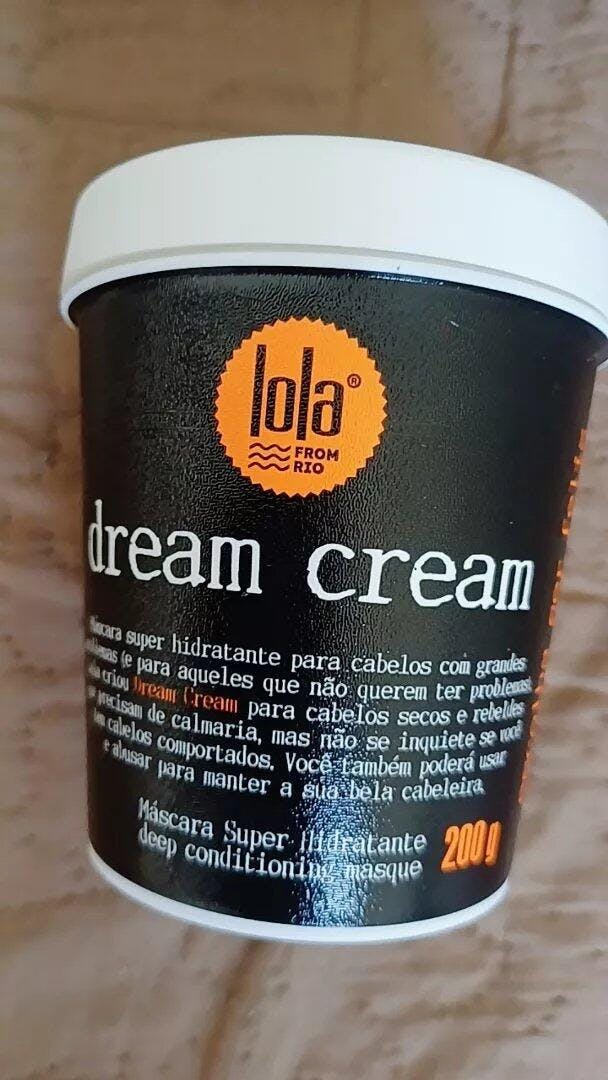 lola®
FROM
RIO
dream cream
Máscara super hidratante para cabelos com grandes
(e para aqueles que não querem ter problemas).
criou Dream Cream para cabelos secos e rebeldes
precisam de calmaria, mas não se inquiete se você
cabelos comportados. Você também poderá usar
e abusar para manter a sua bela cabeleira.
Máscara Super Hidratante
deep conditioning masque
200g